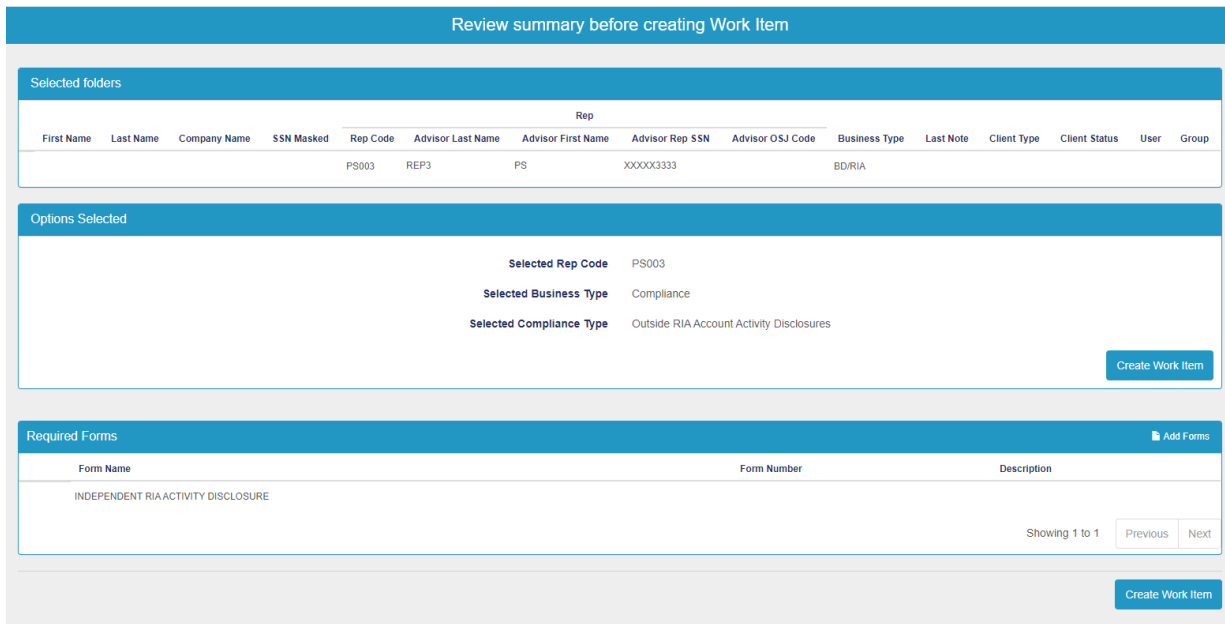 Review summary before creating Work Item
Selected folders
Rep
First Name Last Name Company Name SSN Masked Rep Code Advisor Last Name Advisor First Name Advisor Rep SSN Advisor OSJ Code Business Type Last Note Client Type Client Status User Group
PS003 REP3 PS XXXXX3333 BD/RIA
Options Selected
Selected Rep Code PS003
Selected Business Type Compliance
Selected Compliance Type Outside RIA Account Activity Disclosures
Create Work Item
Required Forms Add Forms
Form Name Form Number Description
INDEPENDENT RIA ACTIVITY DISCLOSURE
Showing 1 to 1 Previous Next
Create Work Item